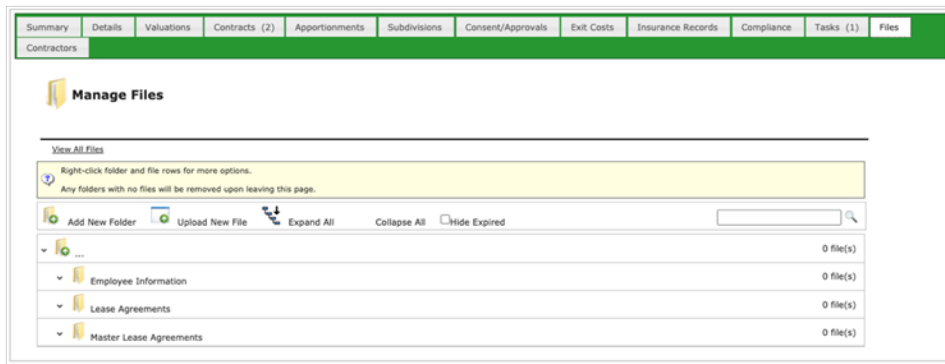 Summary Details Valuations Contracts (2) Apportionments Subdivisions Consent/Approvals Exit Costs Insurance Records Compliance Tasks (1) Files
Contractors
Manage Files
View All Files
Right-click folder and file rows for more options.
Any folders with no files will be removed upon leaving this page.
Add New Folder Upload New File Expand All Collapse All Hide Expired
... 0 file(s)
Employee Information 0 file(s)
Lease Agreements 0 file(s)
Master Lease Agreements 0 file(s)